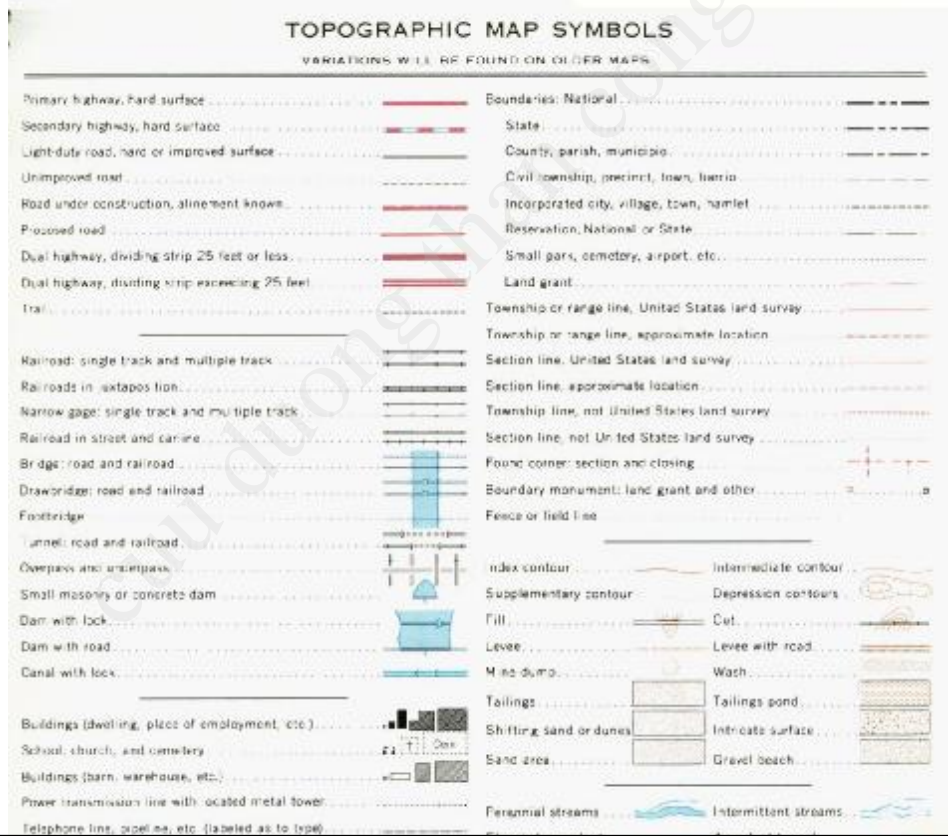 TOPOGRAPHIC MAP SYMBOLS
VARIATIONS WILL BE FOUND ON OLDER MAPS
Primary highway, hard surface
Secondary highway, hard surface
Light-duty road, hard or improved surface
Unimproved road
Road under construction, alinement known
Proposed road
Dual highway, dividing strip 25 feet or less
Dual highway, dividing strip exceeding 25 feet
Trail
Railroad: single track and multiple track
Railroads in juxtaposition
Narrow gage: single track and multiple track
Railroad in street and carline
Bridge: road and railroad
Drawbridge: road and railroad
Footbridge
Tunnel: road and railroad
Overpass and underpass
Small masonry or concrete dam
Dam with lock
Dam with road
Canal with lock
Buildings (dwelling, place of employment, etc.)
School, church, and cemetery
Cem
Buildings (barn, warehouse, etc.)
Power transmission line with located metal tower
Telephone line, pipeline, etc. (labeled as to type)
Boundaries: National
State
County, parish, municipio
Civil township, precinct, town, barrio
Incorporated city, village, town, hamlet
Reservation, National or State
Small park, cemetery, airport, etc.
Land grant
Township or range line, United States land survey
Township or range line, approximate location
Section line, United States land survey
Section line, approximate location
Township line, not United States land survey
Section line, not United States land survey
Found corner: section and closing
Boundary monument: land grant and other
Fence or field line
Index contour Intermediate contour
Supplementary contour Depression contours
Fill Cut
Levee Levee with road
Mine dump Wash
Tailings Tailings pond
Shifting sand or dunes Intricate surface
Sand area Gravel beach
Perennial streams Intermittent streams
cuu duong than cong